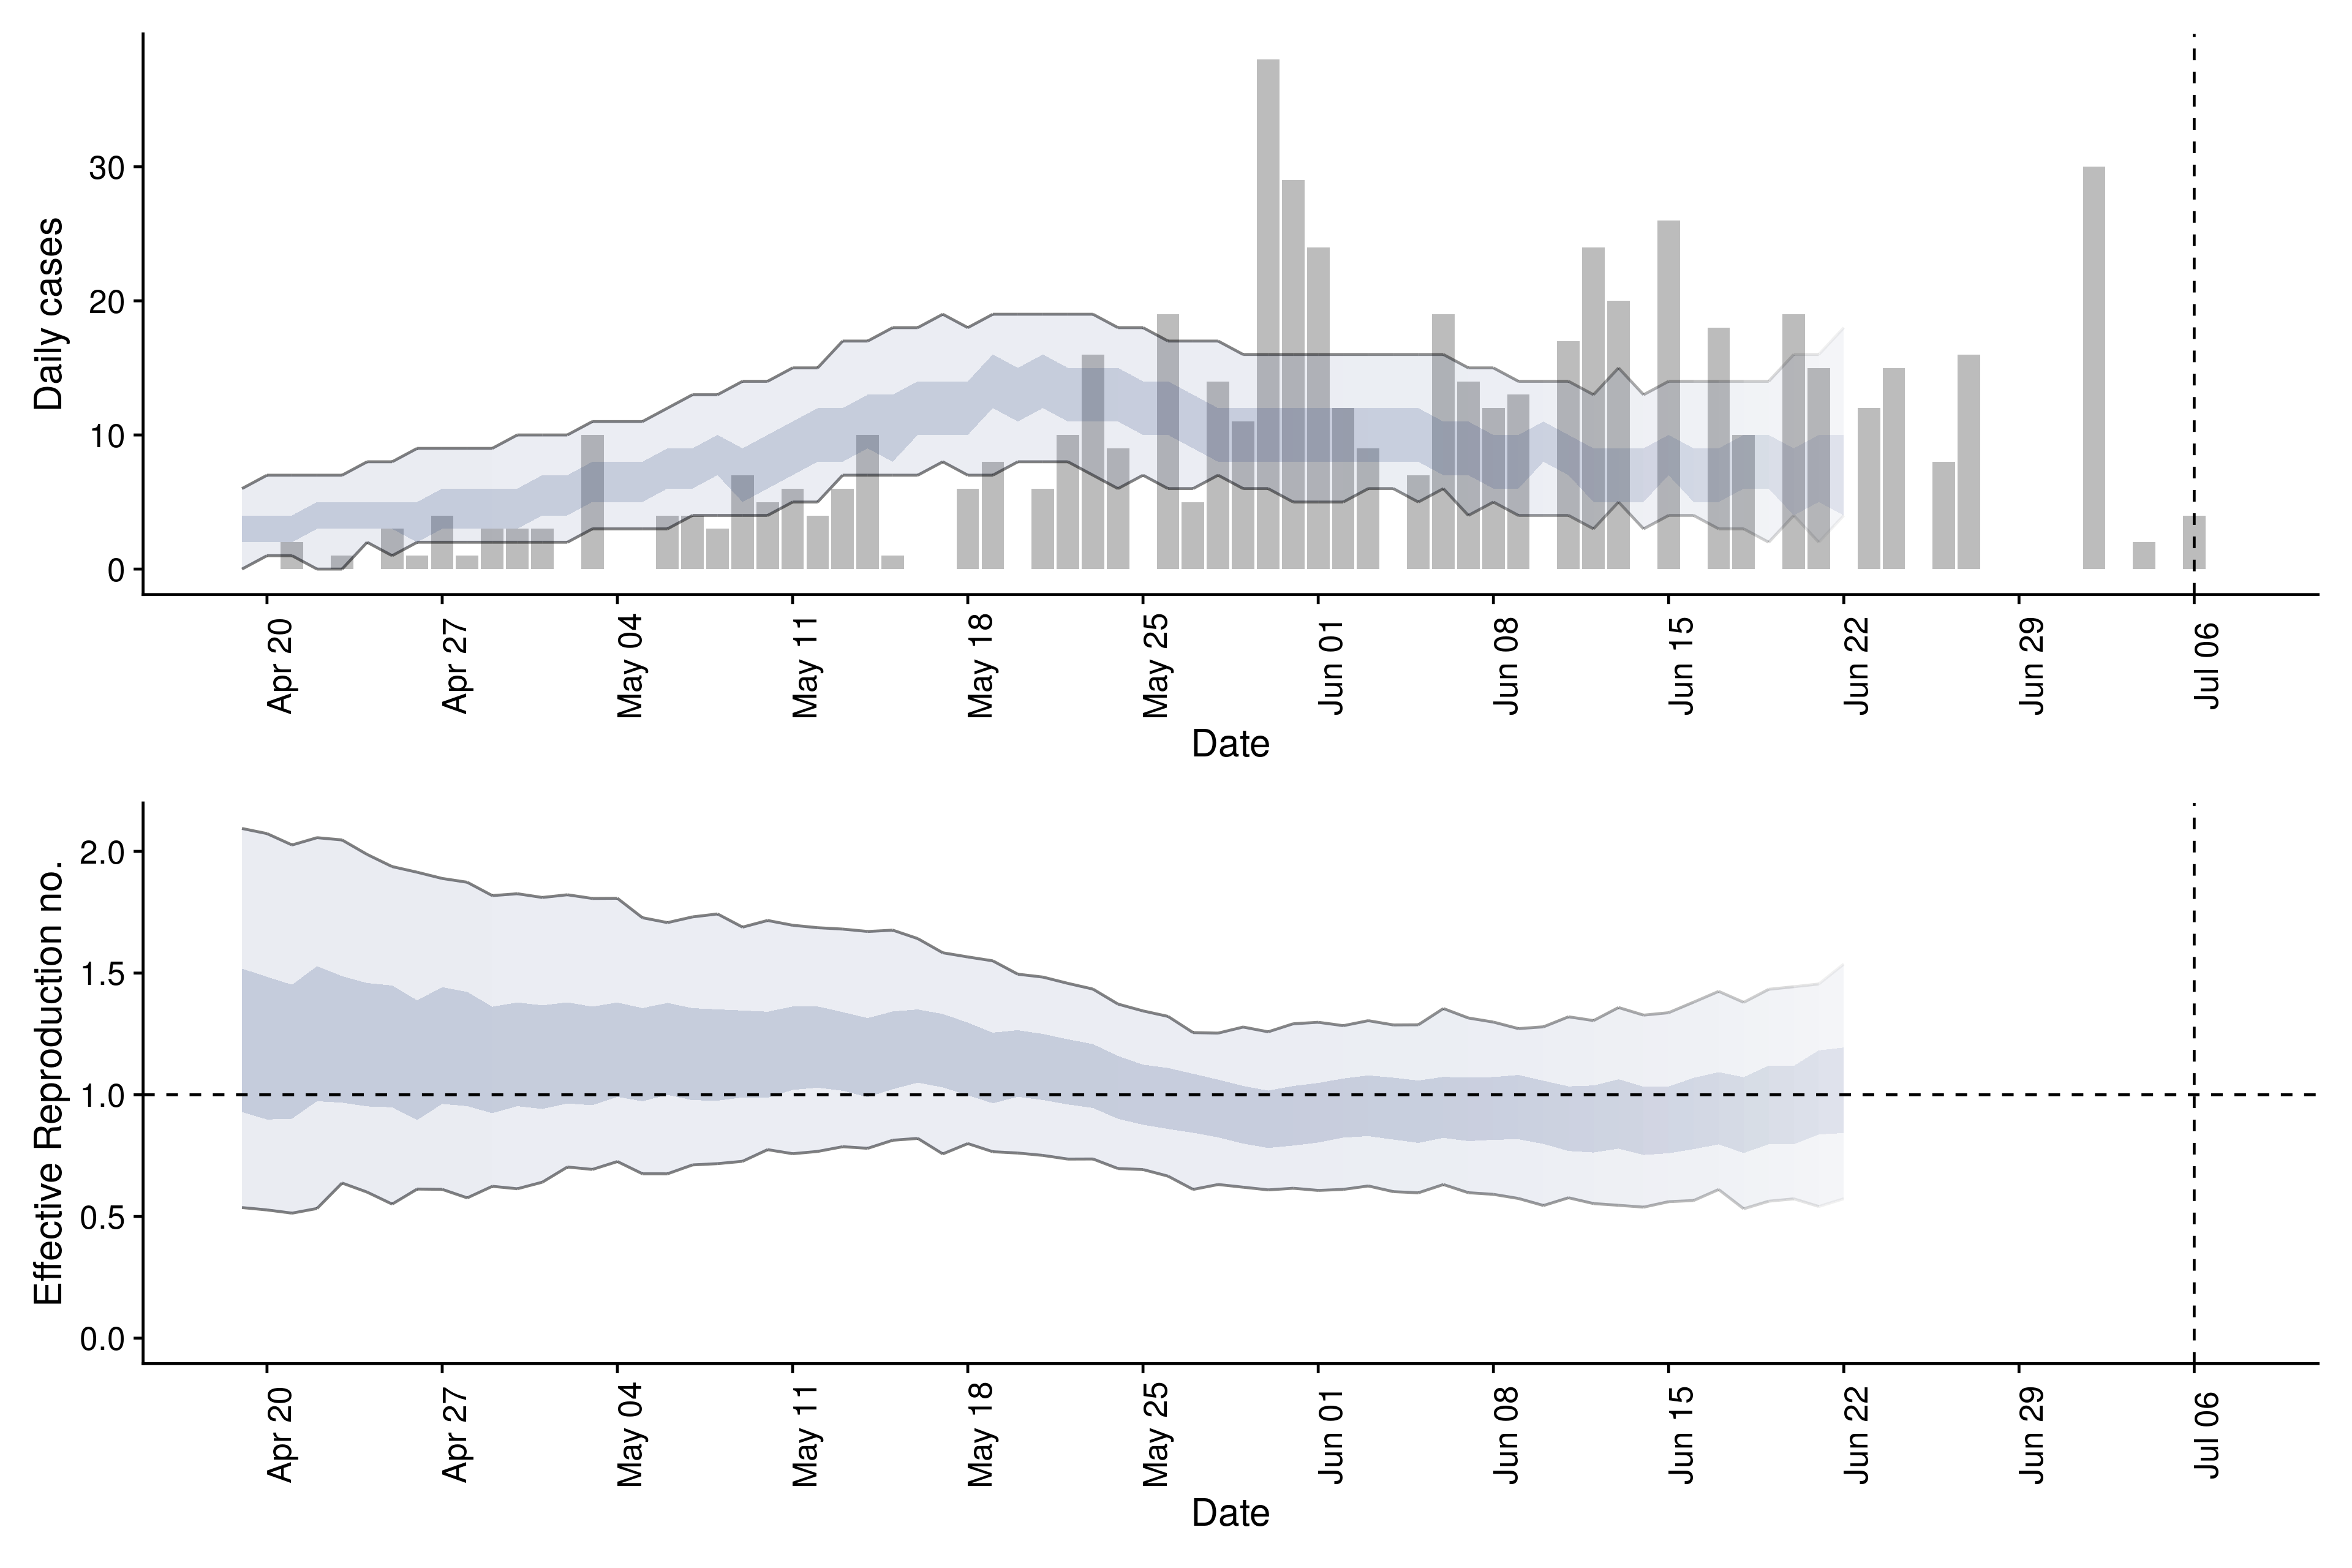 Daily cases
30
20
10
0
Apr 20
Apr 27
May 04
May 11
May 18
May 25
Jun 01
Jun 08
Jun 15
Jun 22
Jun 29
Jul 06
Date
Effective Reproduction no.
2.0
1.5
1.0
0.5
0.0
Apr 20
Apr 27
May 04
May 11
May 18
May 25
Jun 01
Jun 08
Jun 15
Jun 22
Jun 29
Jul 06
Date